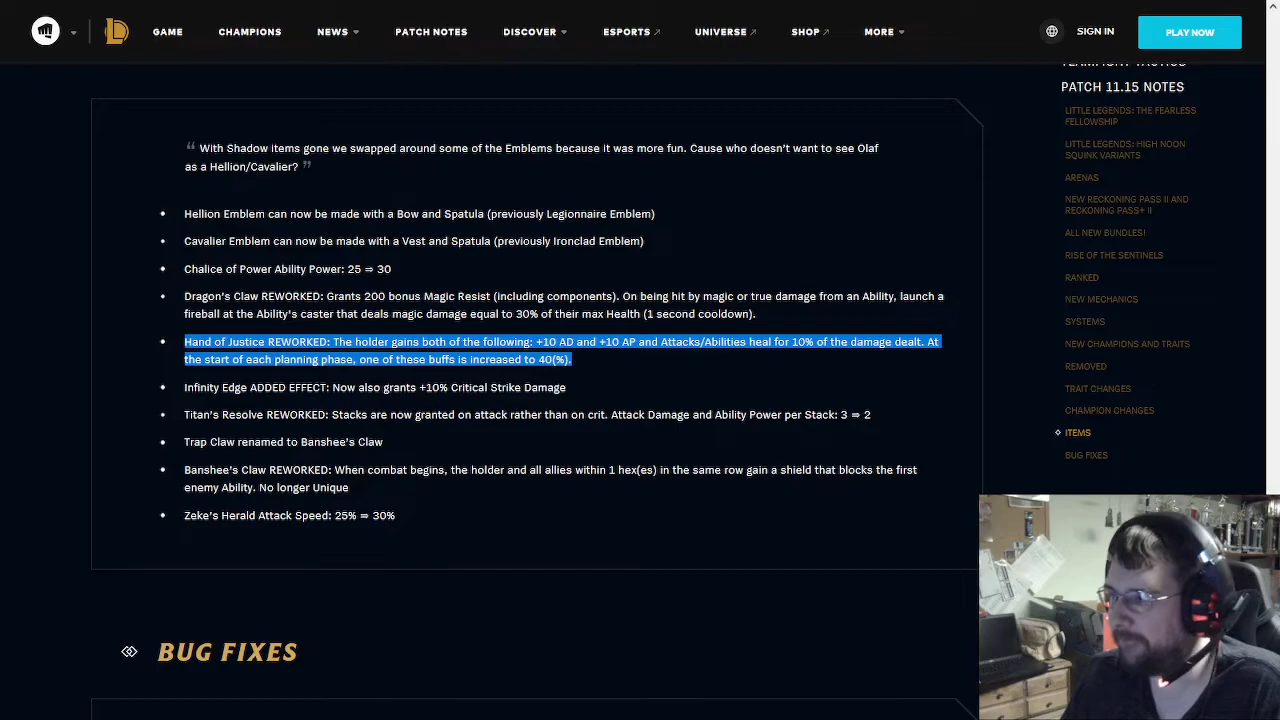 GAME
CHAMPIONS
NEWS
PATCH NOTES
DISCOVER
ESPORTS
UNIVERSE
SHOP
MORE
SIGN IN
PLAY NOW
TEAMFIGHT TACTICS
PATCH 11.15 NOTES
LITTLE LEGENDS: THE FEARLESS
FELLOWSHIP
LITTLE LEGENDS: HIGH NOON
SQUINK VARIANTS
ARENAS
NEW RECKONING PASS II AND
RECKONING PASS+ II
ALL NEW BUNDLES!
RISE OF THE SENTINELS
RANKED
NEW MECHANICS
SYSTEMS
NEW CHAMPIONS AND TRAITS
REMOVED
TRAIT CHANGES
CHAMPION CHANGES
ITEMS
BUG FIXES
“ With Shadow items gone we swapped around some of the Emblems because it was more fun. Cause who doesn’t want to see Olaf
as a Hellion/Cavalier? ”
• Hellion Emblem can now be made with a Bow and Spatula (previously Legionnaire Emblem)
• Cavalier Emblem can now be made with a Vest and Spatula (previously Ironclad Emblem)
• Chalice of Power Ability Power: 25 ⇒ 30
• Dragon’s Claw REWORKED: Grants 200 bonus Magic Resist (including components). On being hit by magic or true damage from an Ability, launch a
fireball at the Ability’s caster that deals magic damage equal to 30% of their max Health (1 second cooldown).
• Hand of Justice REWORKED: The holder gains both of the following: +10 AD and +10 AP and Attacks/Abilities heal for 10% of the damage dealt. At
the start of each planning phase, one of these buffs is increased to 40(%).
• Infinity Edge ADDED EFFECT: Now also grants +10% Critical Strike Damage
• Titan’s Resolve REWORKED: Stacks are now granted on attack rather than on crit. Attack Damage and Ability Power per Stack: 3 ⇒ 2
• Trap Claw renamed to Banshee’s Claw
• Banshee’s Claw REWORKED: When combat begins, the holder and all allies within 1 hex(es) in the same row gain a shield that blocks the first
enemy Ability. No longer Unique
• Zeke’s Herald Attack Speed: 25% ⇒ 30%
BUG FIXES